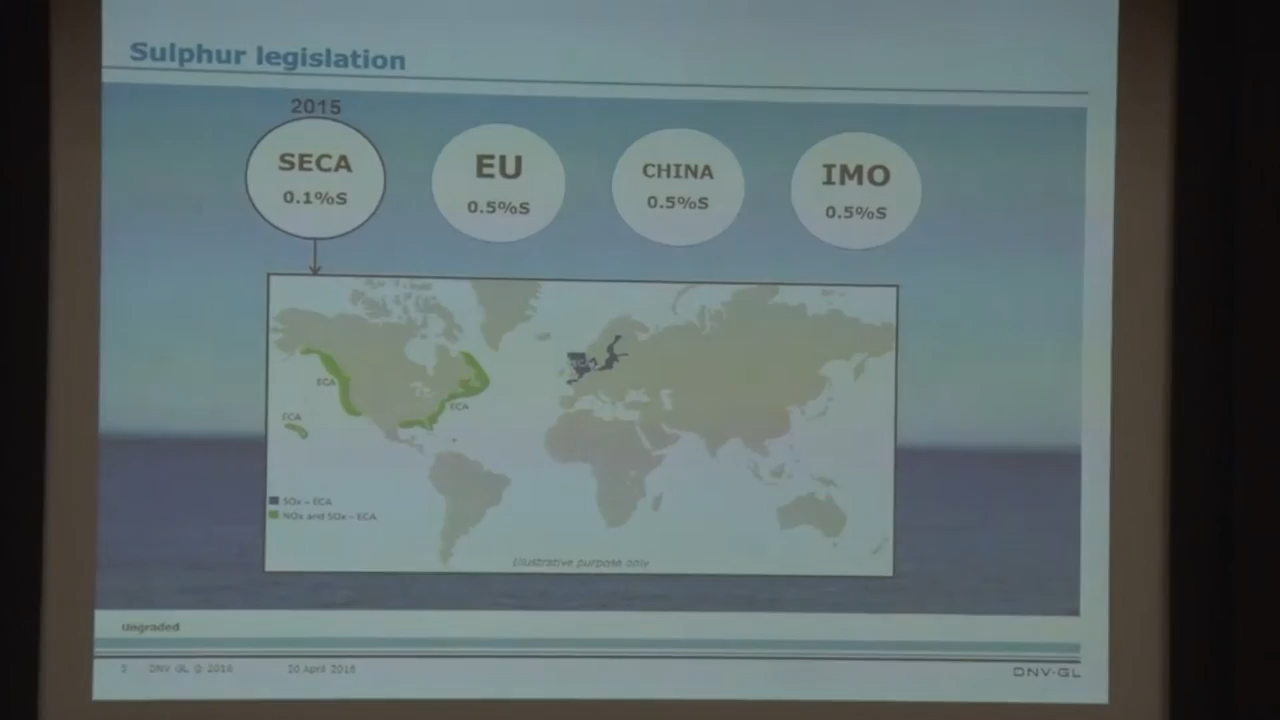 Sulphur legislation
2015
SECA
0.1%S
EU
0.5%S
CHINA
0.5%S
IMO
0.5%S
ECA
ECA
ECA
SOx – ECA
NOx and SOx – ECA
Illustrative purpose only
Ungraded
DNV GL © 2016
20 April 2016
DNV·GL